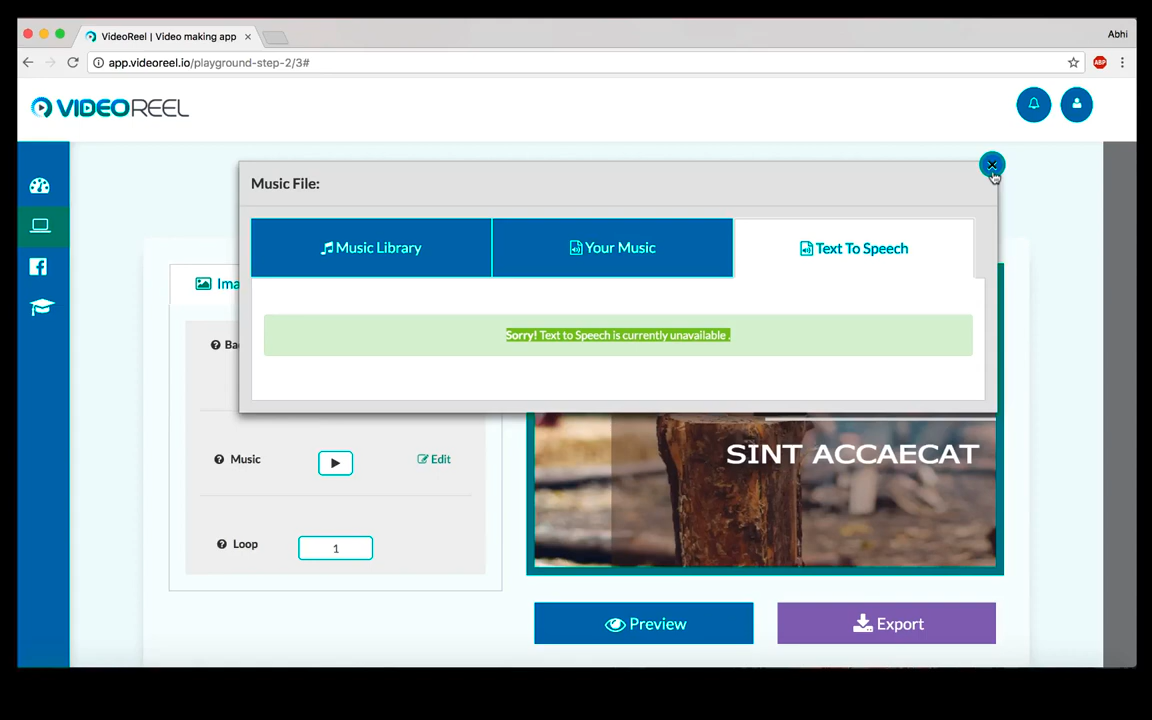 VideoReel | Video making app
Abhi
app.videoreel.io/playground-step-2/3#
ABP
VIDEOREEL
Music File:
Music Library
Your Music
Text To Speech
Ima
Sorry! Text to Speech is currently unavailable .
Ba
Music
Edit
SINT ACCAECAT
Loop
1
Preview
Export